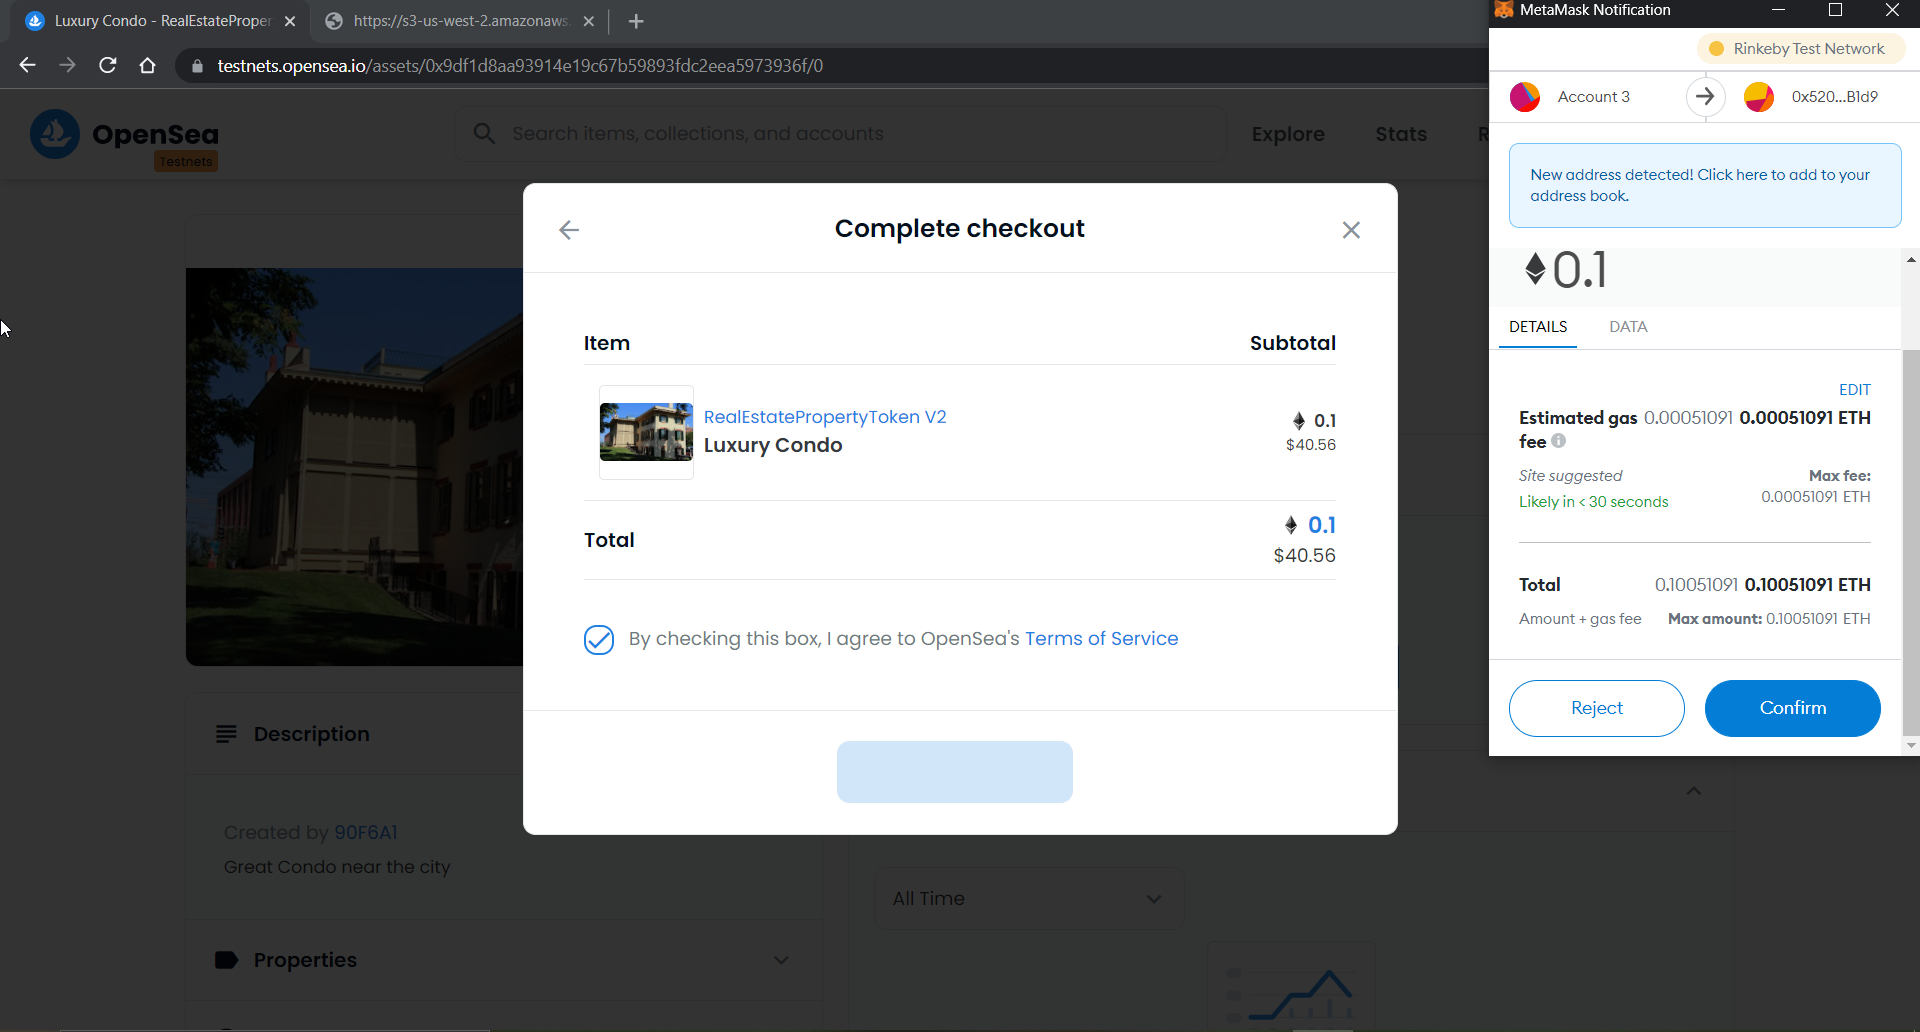 Luxury Condo - RealEstatePrope
https://s3-us-west-2.amazonaws.
testnets.opensea.io/assets/0x9df1d8aa93914e19c67b59893fdc2eea5973936f/0
OpenSea
Testnets
Search items, collections, and accounts
Explore
Stats
R
Complete checkout
Item
Subtotal
RealEstatePropertyToken V2
Luxury Condo
0.1
$40.56
Total
0.1
$40.56
By checking this box, I agree to OpenSea's Terms of Service
Description
Created by 90F6A1
Great Condo near the city
Properties
All Time
MetaMask Notification
Rinkeby Test Network
Account 3
0x520...B1d9
New address detected! Click here to add to your
address book.
0.1
DETAILS
DATA
EDIT
Estimated gas 0.00051091 0.00051091 ETH
fee
Site suggested
Max fee:
Likely in < 30 seconds
0.00051091 ETH
Total
0.10051091 0.10051091 ETH
Amount + gas fee
Max amount: 0.10051091 ETH
Reject
Confirm